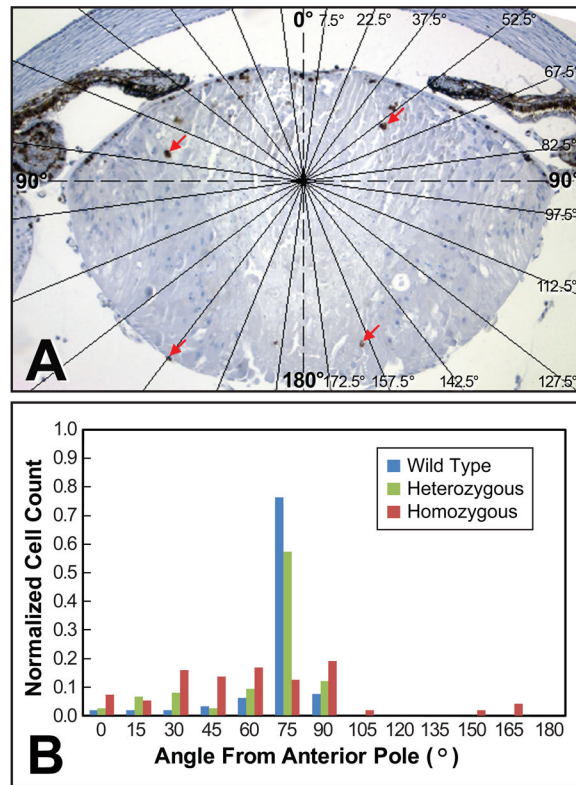 0° 7.5° 22.5° 37.5° 52.5°
67.5°
82.5°
90° 90°
97.5°
112.5°
A 180° 172.5° 157.5° 142.5° 127.5°
1.0
0.9
0.8
0.7
0.6
0.5
0.4
0.3
0.2
0.1
0.0
Normalized Cell Count
Wild Type
Heterozygous
Homozygous
0 15 30 45 60 75 90 105 120 135 150 165 180
B Angle From Anterior Pole (°)